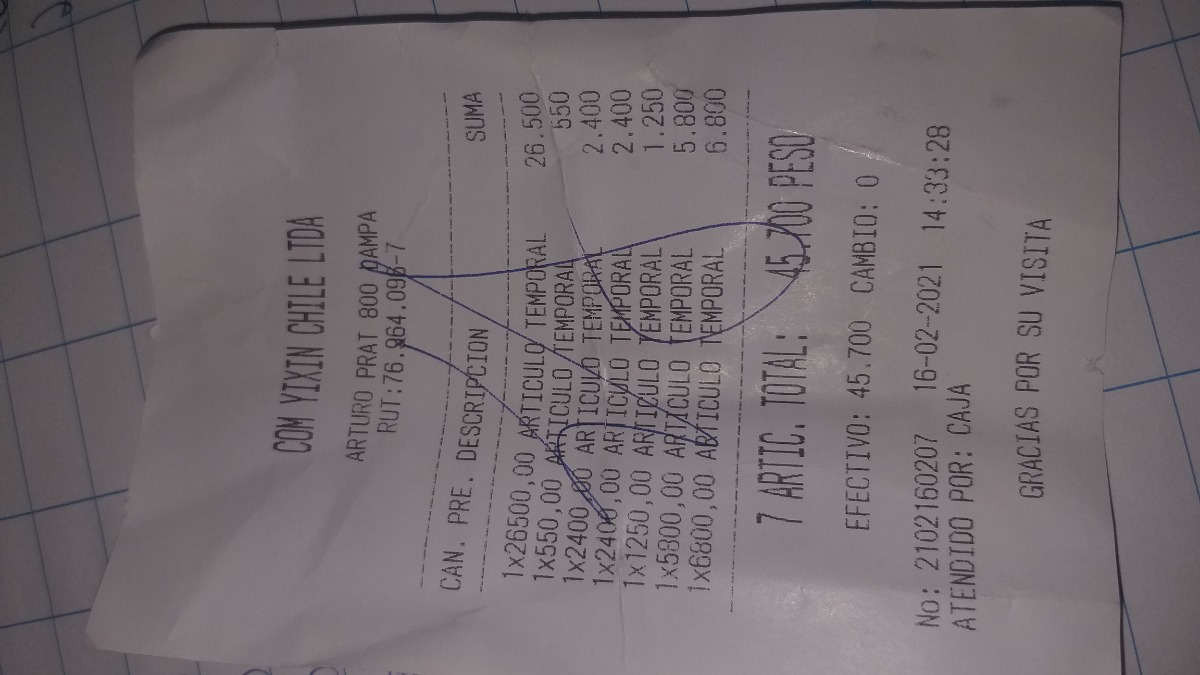 COM YIXIN CHILE LTDA
ARTURO PRAT 800 PAMPA
RUT:76.964.096-7
CAN. PRE. DESCRIPCION SUMA
1x26500,00 ARTICULO TEMPORAL 26.500
1x550,00 ARTICULO TEMPORAL 550
1x2400,00 ARTICULO TEMPORAL 2.400
1x2400,00 ARTICULO TEMPORAL 2.400
1x1250,00 ARTICULO TEMPORAL 1.250
1x5800,00 ARTICULO TEMPORAL 5.800
1x6800,00 ARTICULO TEMPORAL 6.800
7 ARTIC. TOTAL: 45.700 PESO
EFECTIVO: 45.700 CAMBIO: 0
No: 2102160207 16-02-2021 14:33:28
ATENDIDO POR: CAJA
GRACIAS POR SU VISITA